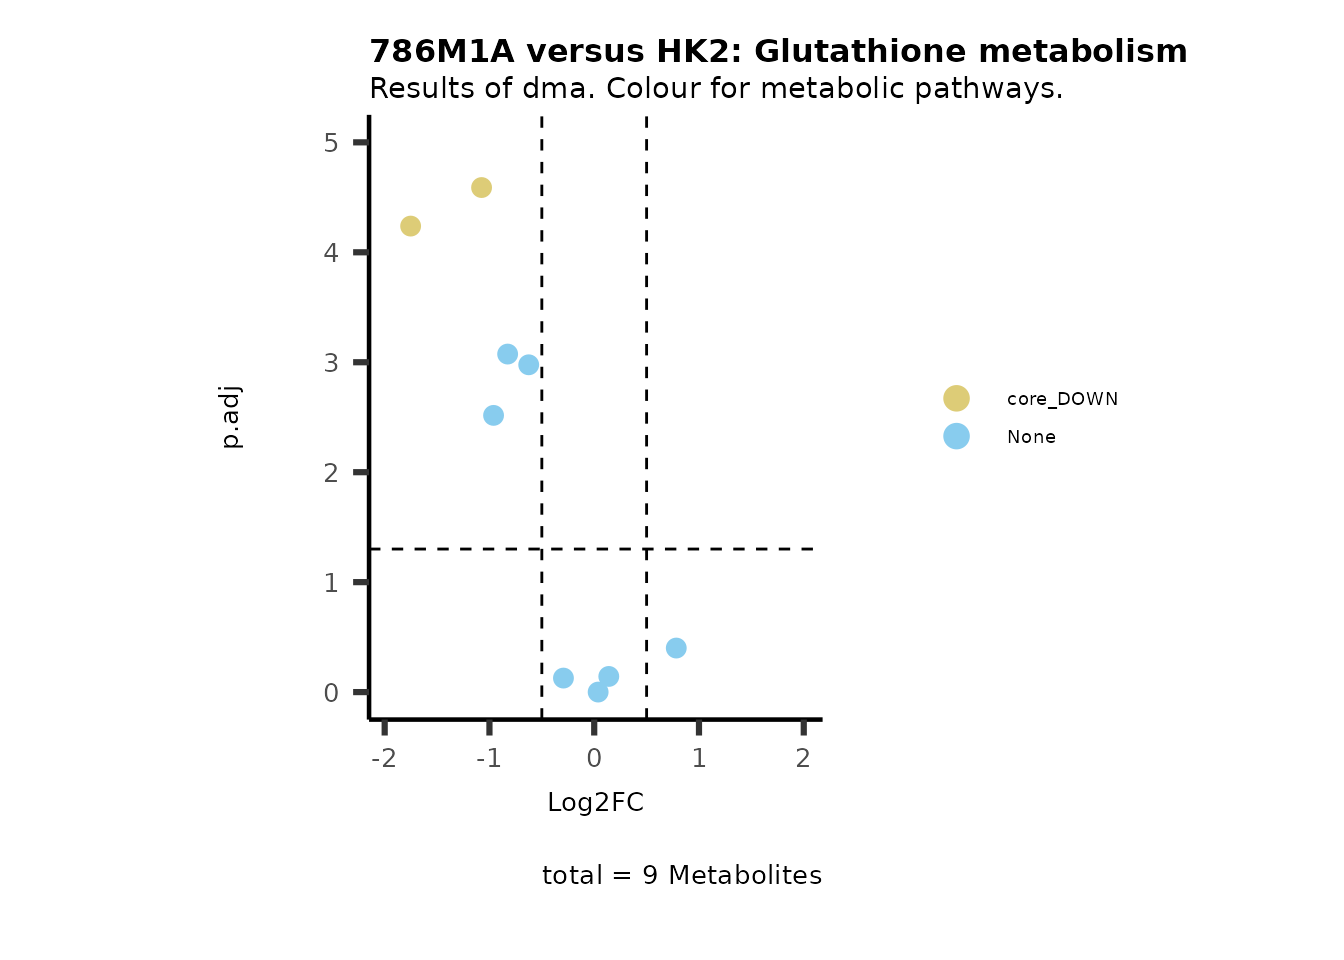 786M1A versus HK2: Glutathione metabolism
Results of dma. Colour for metabolic pathways.
5
4
3
2
1
0
p.adj
-2 -1 0 1 2
Log2FC
core_DOWN
None
total = 9 Metabolites